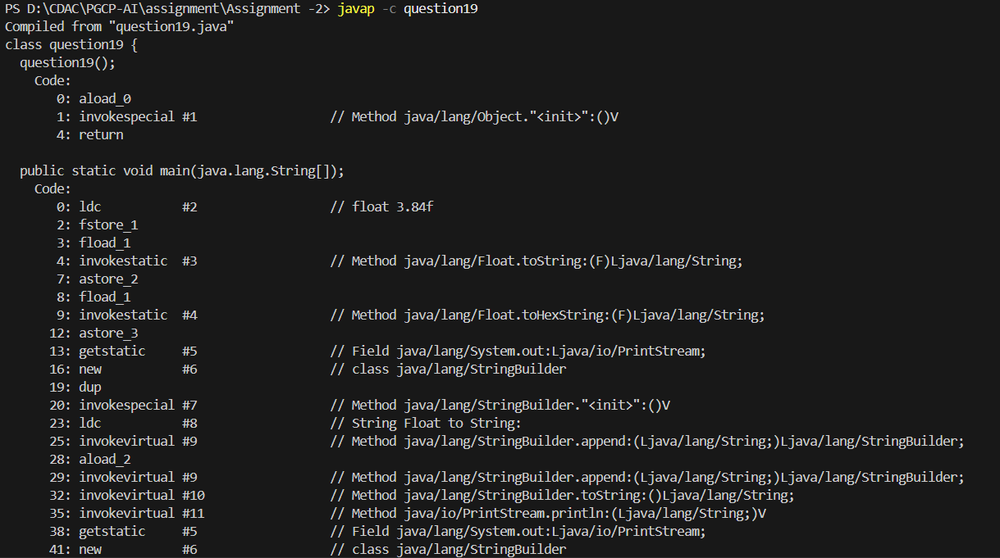 PS D:\CDAC\PGCP-AI\assignment\Assignment -2> javap -c question19
Compiled from "question19.java"
class question19 {
  question19();
    Code:
       0: aload_0
       1: invokespecial #1                  // Method java/lang/Object."<init>":()V
       4: return

  public static void main(java.lang.String[]);
    Code:
       0: ldc           #2                  // float 3.84f
       2: fstore_1
       3: fload_1
       4: invokestatic  #3                  // Method java/lang/Float.toString:(F)Ljava/lang/String;
       7: astore_2
       8: fload_1
       9: invokestatic  #4                  // Method java/lang/Float.toHexString:(F)Ljava/lang/String;
      12: astore_3
      13: getstatic     #5                  // Field java/lang/System.out:Ljava/io/PrintStream;
      16: new           #6                  // class java/lang/StringBuilder
      19: dup
      20: invokespecial #7                  // Method java/lang/StringBuilder."<init>":()V
      23: ldc           #8                  // String Float to String:
      25: invokevirtual #9                  // Method java/lang/StringBuilder.append:(Ljava/lang/String;)Ljava/lang/StringBuilder;
      28: aload_2
      29: invokevirtual #9                  // Method java/lang/StringBuilder.append:(Ljava/lang/String;)Ljava/lang/StringBuilder;
      32: invokevirtual #10                 // Method java/lang/StringBuilder.toString:()Ljava/lang/String;
      35: invokevirtual #11                 // Method java/io/PrintStream.println:(Ljava/lang/String;)V
      38: getstatic     #5                  // Field java/lang/System.out:Ljava/io/PrintStream;
      41: new           #6                  // class java/lang/StringBuilder